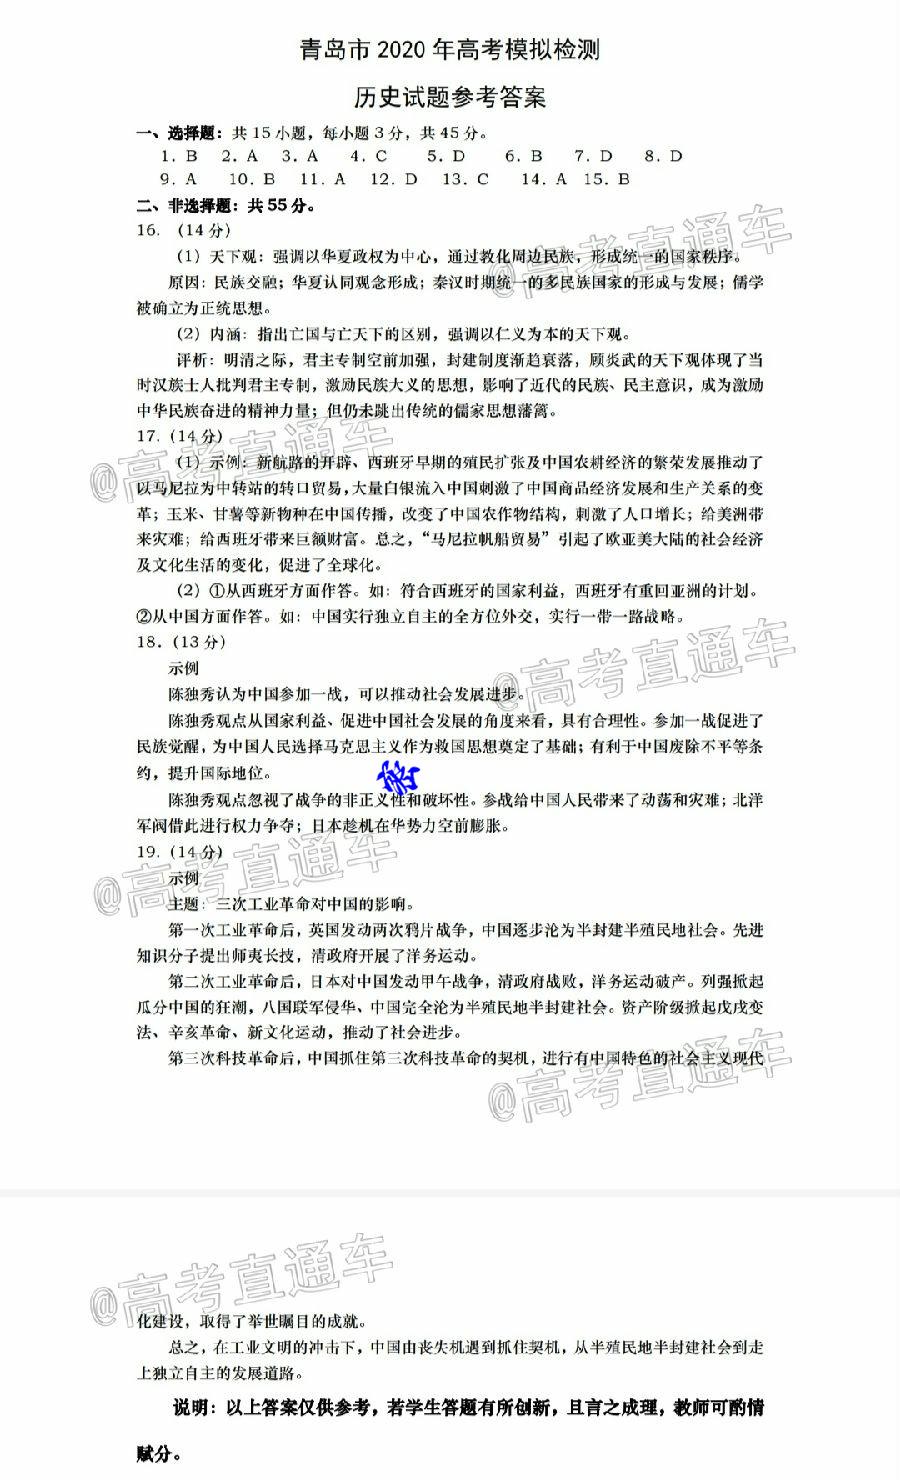 青岛市 2020 年高考模拟检测
历史试题参考答案
一、选择题：共 15 小题，每小题 3 分，共 45 分。
1．B 2．A 3．A 4．C 5．D 6．B 7．D 8．D
9．A 10．B 11．A 12．D 13．C 14．A 15．B
二、非选择题：共 55 分。
16．（14 分）
@高考直通车
（1）天下观：强调以华夏政权为中心，通过教化周边民族，形成统一的国家秩序。
原因：民族交融；华夏认同观念形成；秦汉时期统一的多民族国家的形成与发展；儒学
被确立为正统思想。
（2）内涵：指出亡国与亡天下的区别，强调以仁义为本的天下观。
评析：明清之际，君主专制空前加强，封建制度渐趋衰落，顾炎武的天下观体现了当
时汉族士人批判君主专制，激励民族大义的思想，影响了近代的民族、民主意识，成为激励
中华民族奋进的精神力量；但仍未跳出传统的儒家思想藩篱。
17．（14 分）
@高考直通车
（1）示例：新航路的开辟、西班牙早期的殖民扩张及中国农耕经济的繁荣发展推动了
以马尼拉为中转站的转口贸易，大量白银流入中国刺激了中国商品经济发展和生产关系的变
革；玉米、甘薯等新物种在中国传播，改变了中国农作物结构，刺激了人口增长；给美洲带
来灾难；给西班牙带来巨额财富。总之，“马尼拉帆船贸易”引起了欧亚美大陆的社会经济
及文化生活的变化，促进了全球化。
（2）①从西班牙方面作答。如：符合西班牙的国家利益，西班牙有重回亚洲的计划。
②从中国方面作答。如：中国实行独立自主的全方位外交，实行一带一路战略。
18．（13 分）
示例
@高考直通车
陈独秀认为中国参加一战，可以推动社会发展进步。
陈独秀观点从国家利益、促进中国社会发展的角度来看，具有合理性。参加一战促进了
民族觉醒，为中国人民选择马克思主义作为救国思想奠定了基础；有利于中国废除不平等条
约，提升国际地位。
陈独秀观点忽视了战争的非正义性和破坏性。参战给中国人民带来了动荡和灾难；北洋
军阀借此进行权力争夺；日本趁机在华势力空前膨胀。
19．（14 分）
@高考直通车
示例
主题：三次工业革命对中国的影响。
第一次工业革命后，英国发动两次鸦片战争，中国逐步沦为半封建半殖民地社会。先进
知识分子提出师夷长技，清政府开展了洋务运动。
第二次工业革命后，日本对中国发动甲午战争，清政府战败，洋务运动破产。列强掀起
瓜分中国的狂潮，八国联军侵华、中国完全沦为半殖民地半封建社会。资产阶级掀起戊戌变
法、辛亥革命、新文化运动，推动了社会进步。
第三次科技革命后，中国抓住第三次科技革命的契机，进行有中国特色的社会主义现代
@高考直通车
@高考直通车
化建设，取得了举世瞩目的成就。
总之，在工业文明的冲击下，中国由丧失机遇到抓住契机，从半殖民地半封建社会到走
上独立自主的发展道路。
说明：以上答案仅供参考，若学生答题有所创新，且言之成理，教师可酌情
赋分。